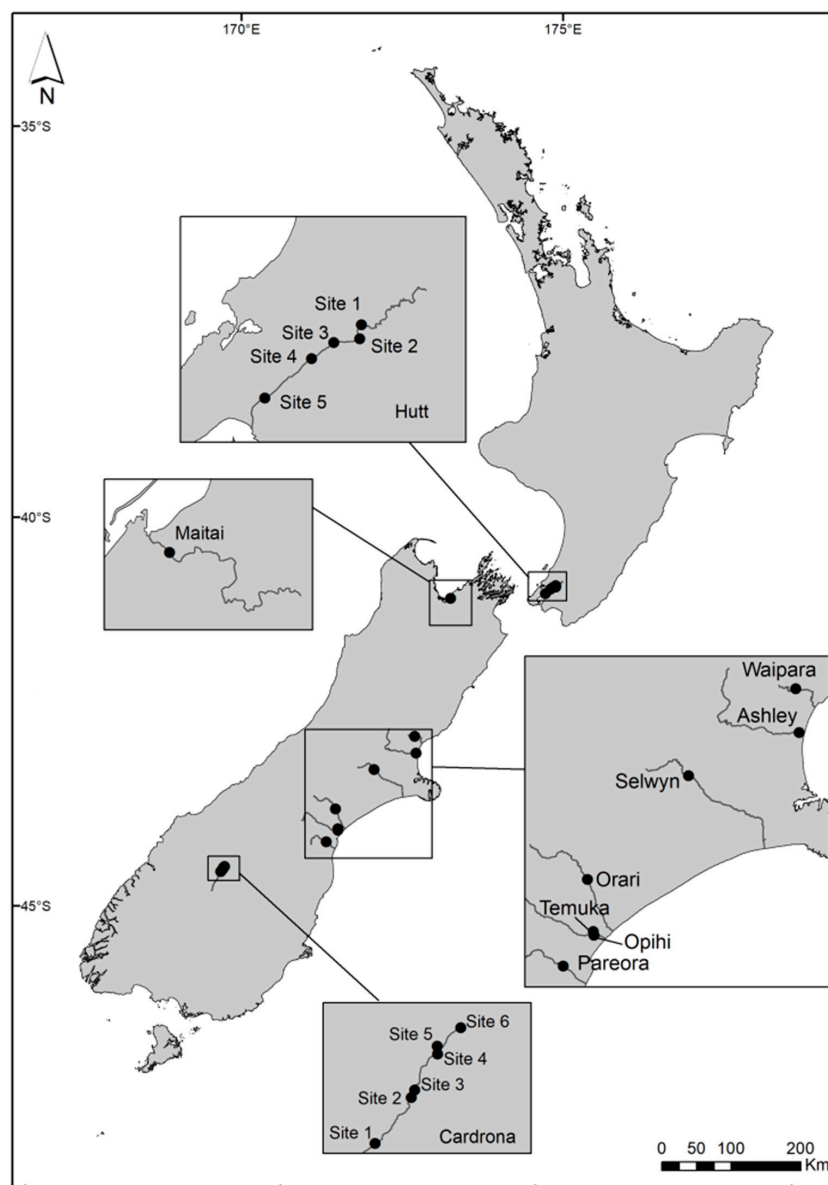 170°E
175°E
N
35°S
Site 1
Site 3
Site 2
Site 4
Site 5
Hutt
40°S
Maitai
Waipara
Ashley
Selwyn
Orari
Temuka
Opihi
Pareora
45°S
Site 6
Site 5
Site 4
Site 3
Site 2
Site 1
Cardrona
0 50 100 200
Km